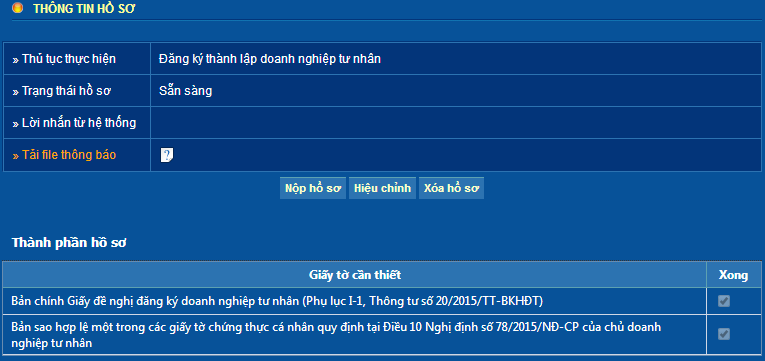 THÔNG TIN HỒ SƠ
» Thủ tục thực hiện Đăng ký thành lập doanh nghiệp tư nhân
» Trạng thái hồ sơ Sẵn sàng
» Lời nhắn từ hệ thống
» Tải file thông báo
Nộp hồ sơ Hiệu chỉnh Xóa hồ sơ
Thành phần hồ sơ
Giấy tờ cần thiết Xong
Bản chính Giấy đề nghị đăng ký doanh nghiệp tư nhân (Phụ lục I-1, Thông tư số 20/2015/TT-BKHĐT)
Bản sao hợp lệ một trong các giấy tờ chứng thực cá nhân quy định tại Điều 10 Nghị định số 78/2015/NĐ-CP của chủ doanh
nghiệp tư nhân